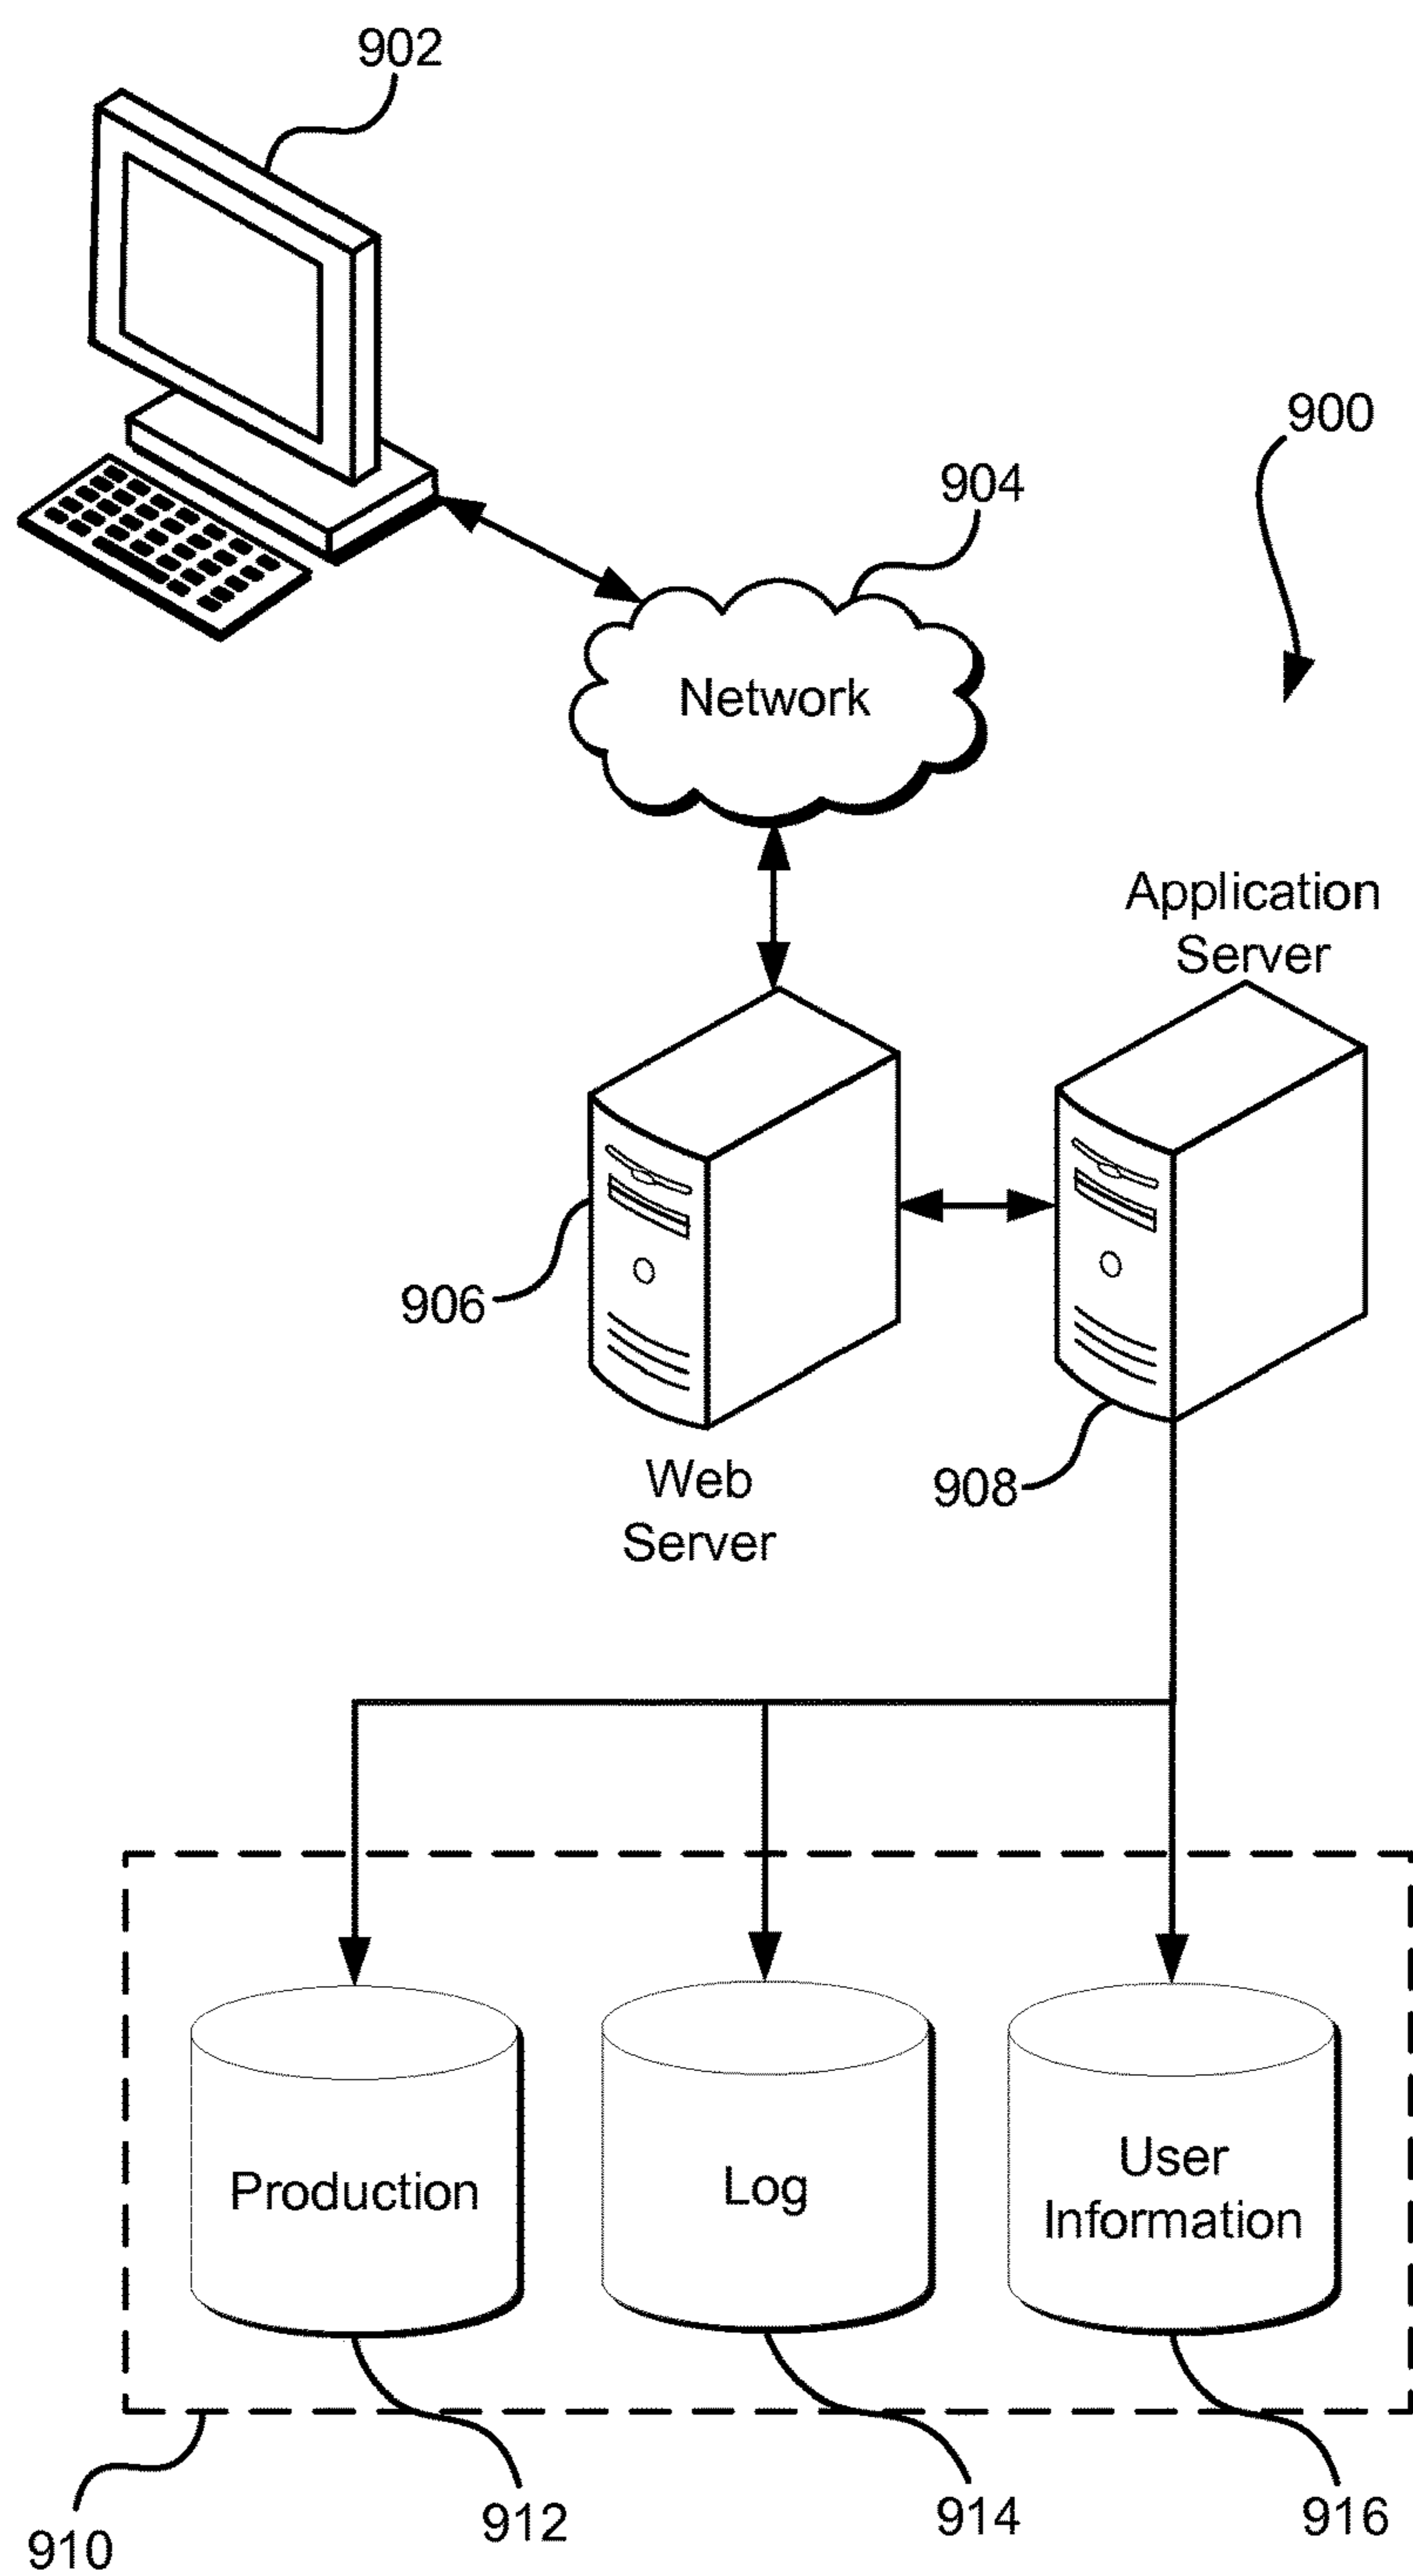 902
900
904
Network
Application
Server
906
908
Web
Server
Production
Log
User
Information
910
912
914
916